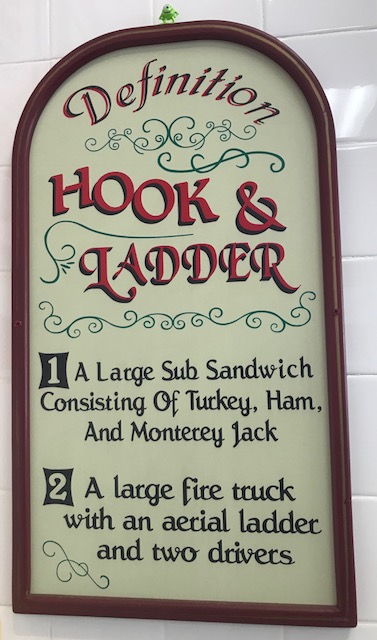 Definition
HOOK &
LADDER
1 A Large Sub Sandwich
Consisting Of Turkey, Ham,
And Monterey Jack
2 A large fire truck
with an aerial ladder
and two drivers